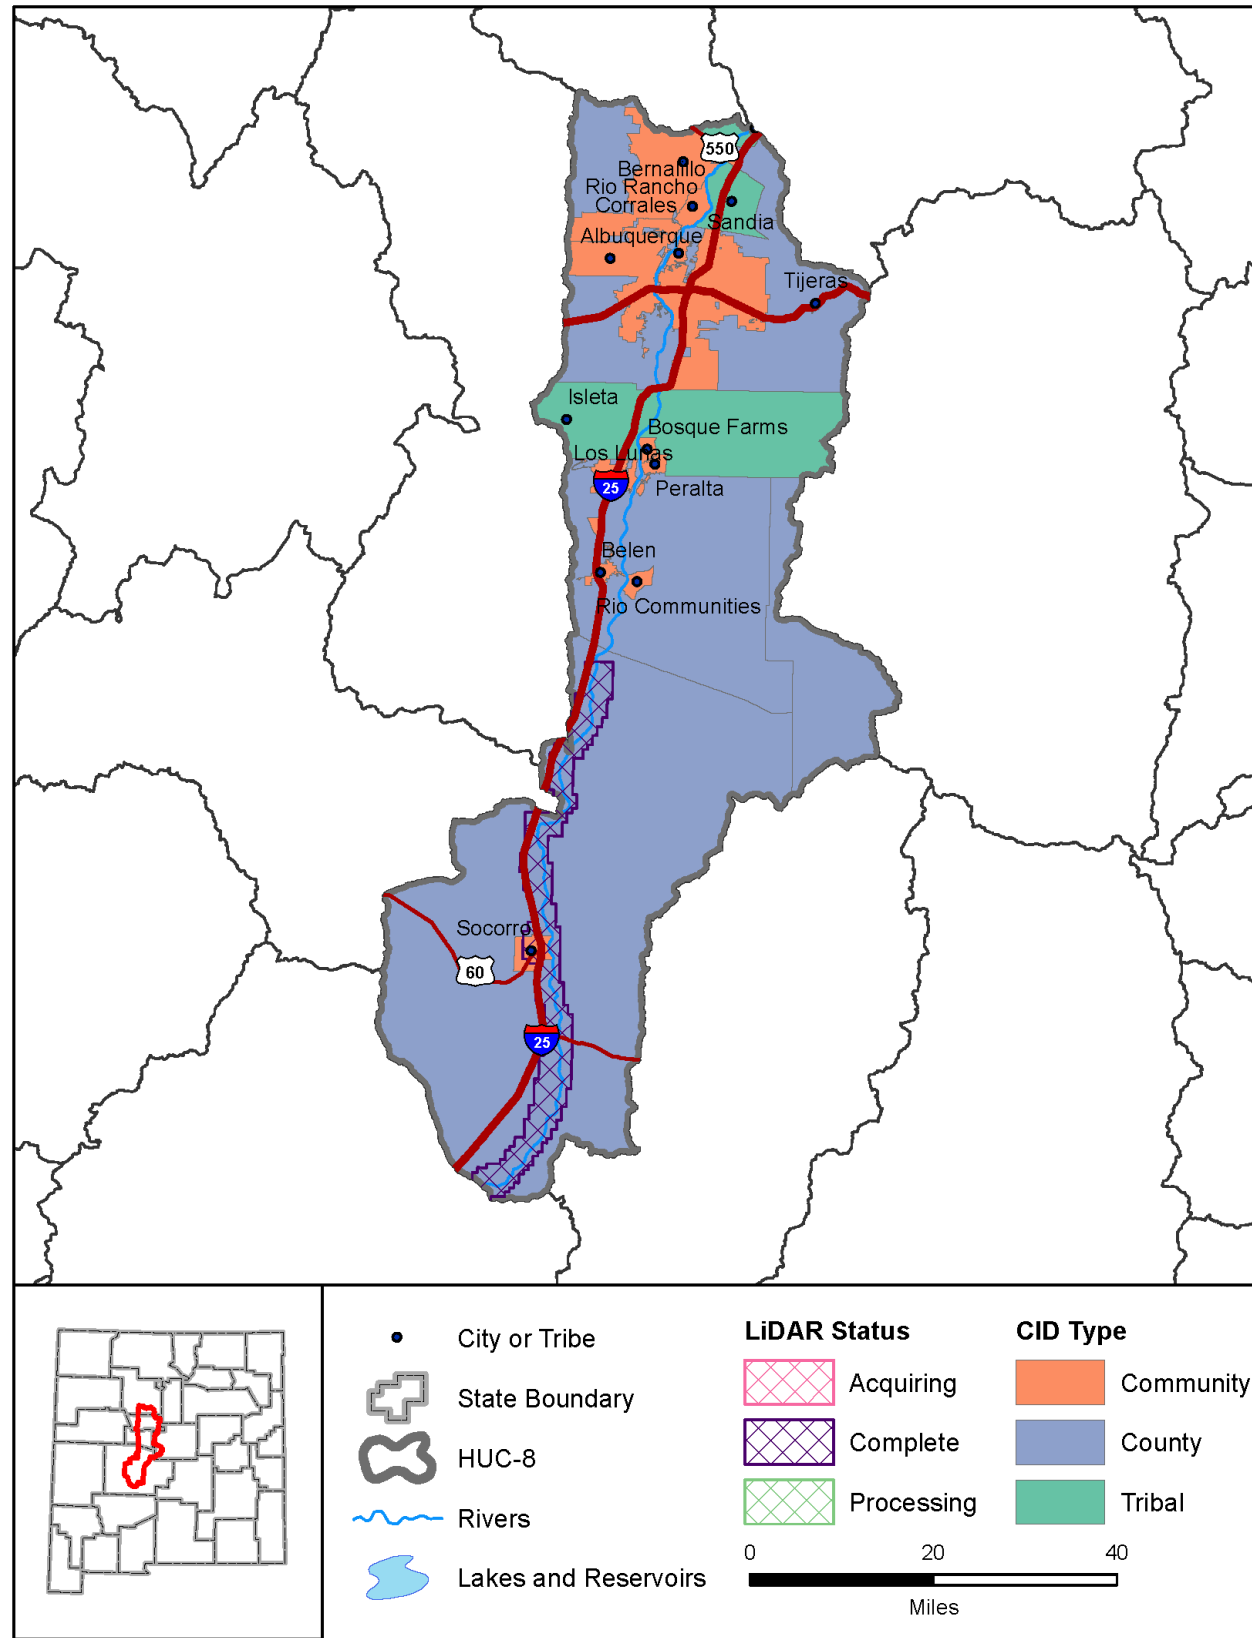 550
Bernalillo
Rio Rancho
Corrales
Sandia
Albuquerque
Tijeras
Isleta
Bosque Farms
Los Lunas
25
Peralta
Belen
Rio Communities
Socorro
60
25
City or Tribe
State Boundary
HUC-8
Rivers
Lakes and Reservoirs
LiDAR Status
Acquiring
Complete
Processing
CID Type
Community
County
Tribal
0 20 40
Miles